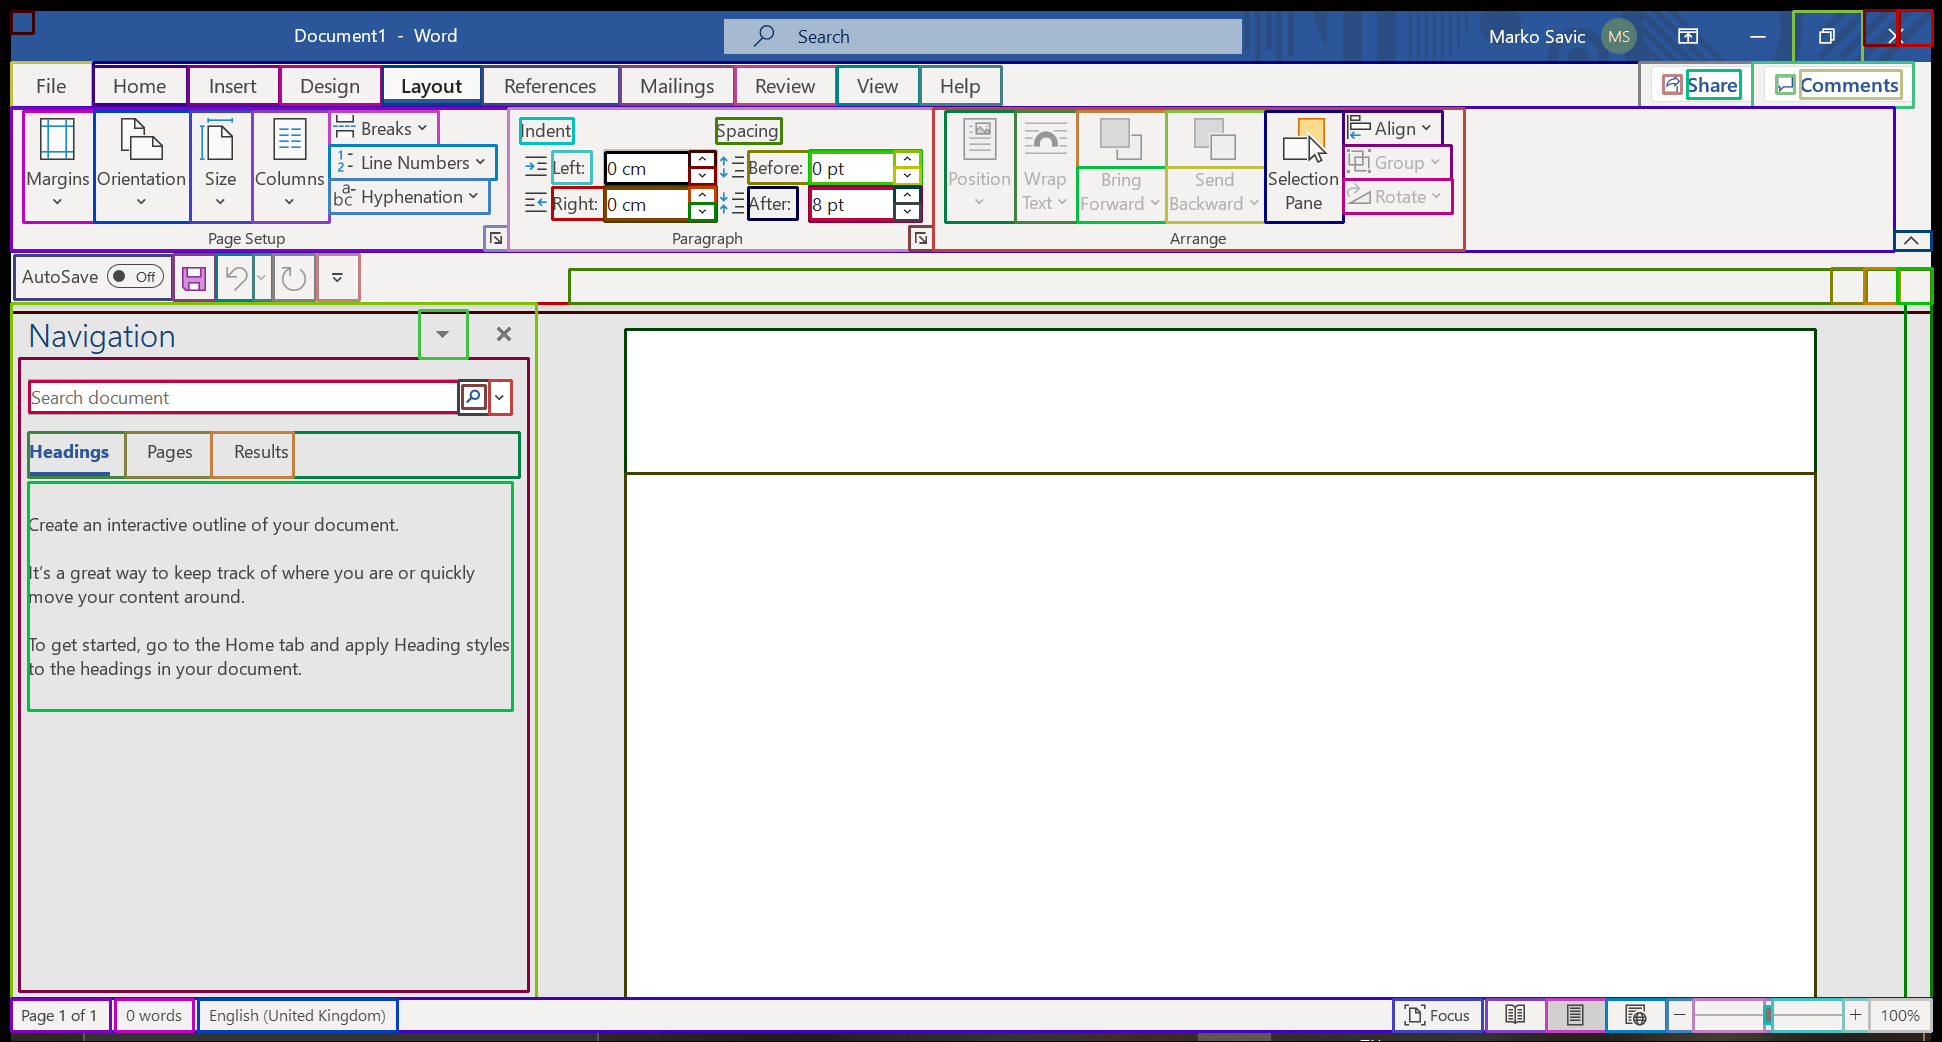 Document1 - Word
Search
Marko Savic
MS
File
Home
Insert
Design
Layout
References
Mailings
Review
View
Help
Share
Comments
Margins
Orientation
Size
Columns
Breaks
Line Numbers
Hyphenation
Page Setup
Indent
Left:
0 cm
Right:
0 cm
Spacing
Before:
0 pt
After:
8 pt
Paragraph
Position
Wrap
Text
Bring
Forward
Send
Backward
Selection
Pane
Align
Group
Rotate
Arrange
AutoSave
Off
Navigation
Search document
Headings
Pages
Results
Create an interactive outline of your document.
It's a great way to keep track of where you are or quickly
move your content around.
To get started, go to the Home tab and apply Heading styles
to the headings in your document.
Page 1 of 1
0 words
English (United Kingdom)
Focus
100%